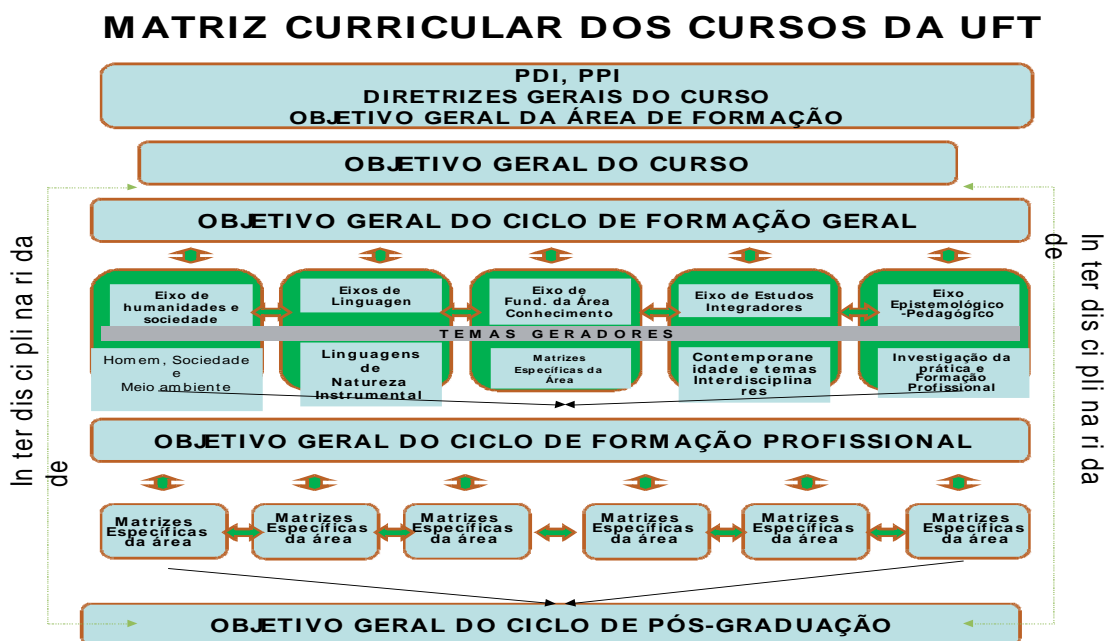 MATRIZ CURRICULAR DOS CURSOS DA UFT
PDI, PPI
DIRETRIZES GERAIS DO CURSO
OBJETIVO GERAL DA ÁREA DE FORMAÇÃO
OBJETIVO GERAL DO CURSO
OBJETIVO GERAL DO CICLO DE FORMAÇÃO GERAL
Eixo de
humanidades e
sociedade
Eixos de
Linguagen
Eixo de
Fund. da Área
Conhecimento
Eixo de Estudos
Integradores
Eixo
Epistemológico
-Pedagógico
TEMAS GERADORES
Homem, Sociedade
e
Meio ambiente
Linguagens
de
Natureza
Instrumental
Matrizes
Específicas da
Área
Contemporane
idade e temas
Interdisciplina
res
Investigação da
prática e
Formação
Profissional
OBJETIVO GERAL DO CICLO DE FORMAÇÃO PROFISSIONAL
Matrizes
Específicas
da área
Matrizes
Específicas
da área
Matrizes
Específicas
da área
Matrizes
Específicas
da área
Matrizes
Específicas
da área
Matrizes
Específicas
da área
OBJETIVO GERAL DO CICLO DE PÓS-GRADUAÇÃO
In ter dis ci pli na ri da
de
In ter dis ci pli na ri da
de